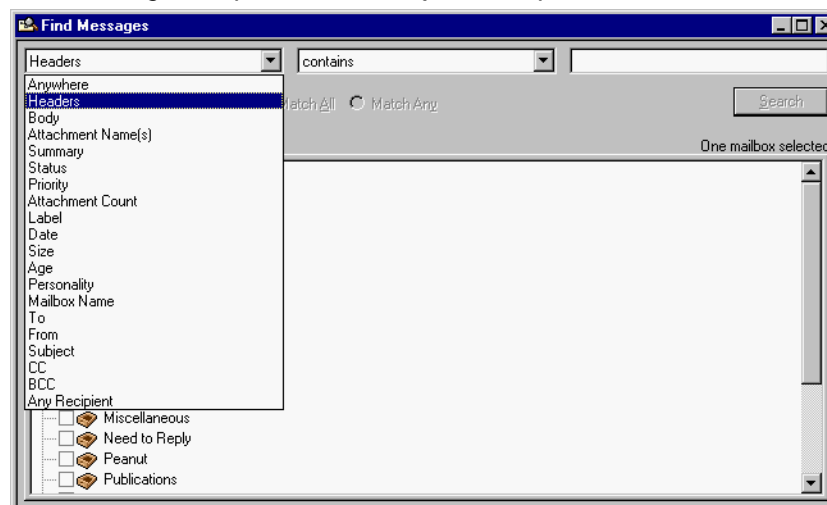 Find Messages
Headers contains
Anywhere
Headers
Match All Match Any
Search
Body
Attachment Name(s)
Summary
One mailbox selected
Status
Priority
Attachment Count
Label
Date
Size
Age
Personality
Mailbox Name
To
From
Subject
CC
BCC
Any Recipient
Miscellaneous
Need to Reply
Peanut
Publications